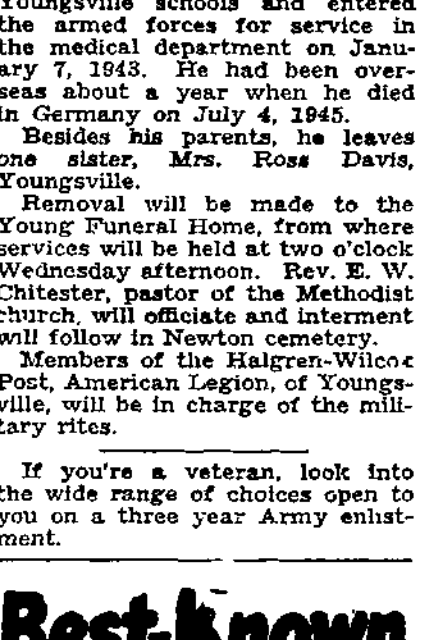 Youngsville schools and entered
the armed forces for service in
the medical department on Janu-
ary 7, 1943. He had been over-
seas about a year when he died
in Germany on July 4, 1945.
Besides his parents, he leaves
one sister, Mrs. Ross Davis,
Youngsville.
Removal will be made to the
Young Funeral Home, from where
services will be held at two o'clock
Wednesday afternoon. Rev. E. W.
Chitester, pastor of the Methodist
church, will officiate and interment
will follow in Newton cemetery.
Members of the Halgren-Wilcox
Post, American Legion, of Youngs-
ville, will be in charge of the mili-
tary rites.
If you're a veteran, look into
the wide range of choices open to
you on a three year Army enlist-
ment.
Best-Known